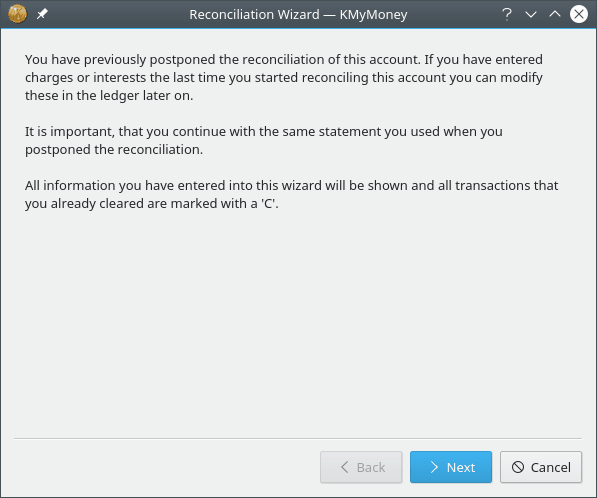 Reconciliation Wizard — KMyMoney
You have previously postponed the reconciliation of this account. If you have entered
charges or interests the last time you started reconciling this account you can modify
these in the ledger later on.
It is important, that you continue with the same statement you used when you
postponed the reconciliation.
All information you have entered into this wizard will be shown and all transactions that
you already cleared are marked with a 'C'.
Back
Next
Cancel